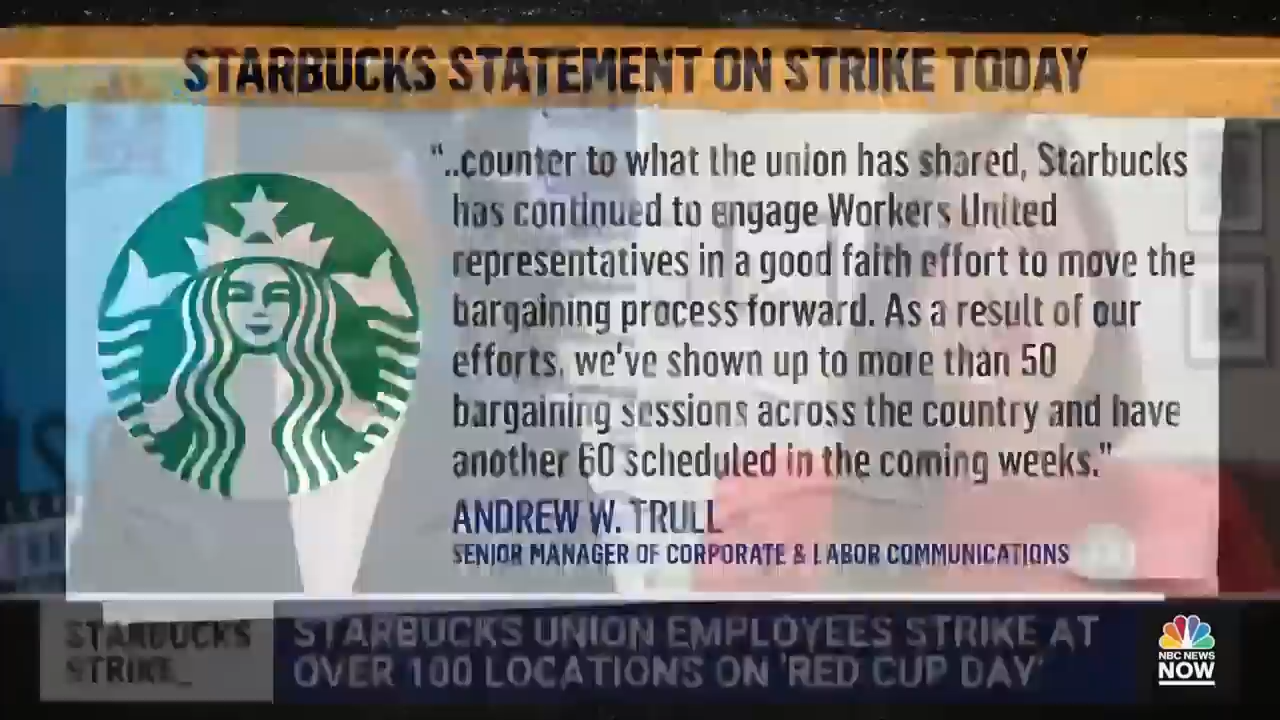 STARBUCKS STATEMENT ON STRIKE TODAY
"..counter to what the union has shared, Starbucks
has continued to engage Workers United
representatives in a good faith effort to move the
bargaining process forward. As a result of our
efforts, we've shown up to more than 50
bargaining sessions across the country and have
another 60 scheduled in the coming weeks."
ANDREW W. TRULL
SENIOR MANAGER OF CORPORATE & LABOR COMMUNICATIONS
STARBUCKS
STRIKE
STARBUCKS UNION EMPLOYEES STRIKE AT
OVER 100 LOCATIONS ON 'RED CUP DAY'
NBC NEWS
NOW